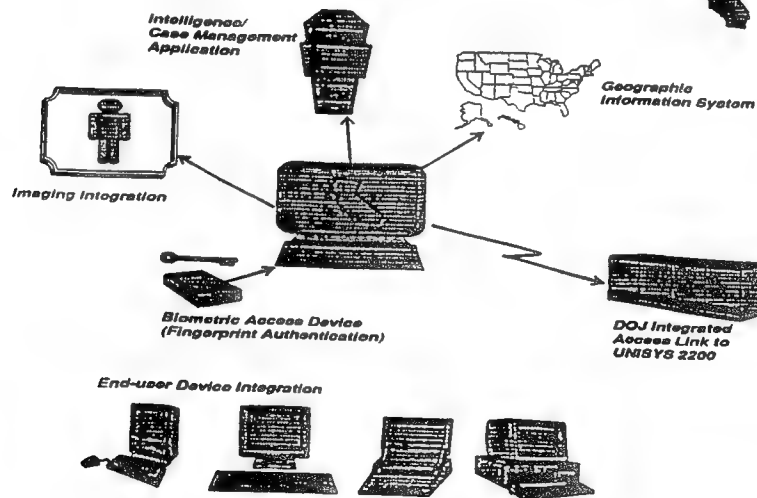 Intelligence/
Case Management
Application
Geographic
Information System
Imaging Integration
Biometric Access Device
(Fingerprint Authentication)
DOJ Integrated
Access Link to
UNISYS 2200
End-user Device Integration